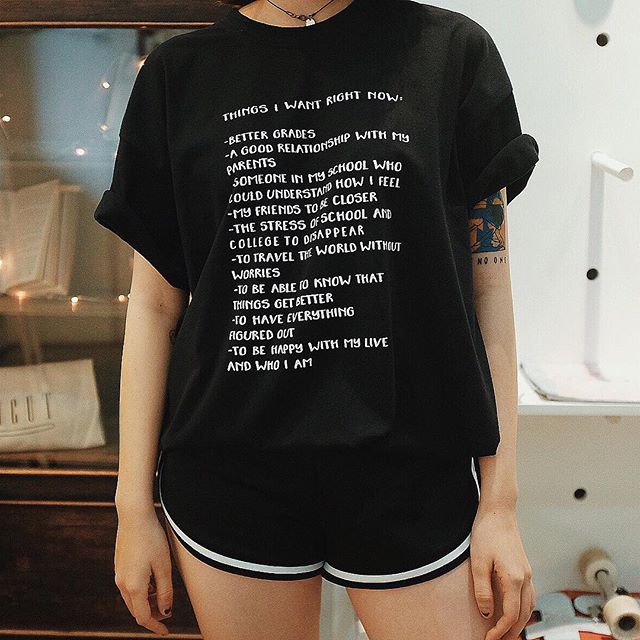 THINGS I WANT RIGHT NOW:
-BETTER GRADES
-A GOOD RELATIONSHIP WITH MY
PARENTS
SOMEONE IN MY SCHOOL WHO
COULD UNDERSTAND HOW I FEEL
-MY FRIENDS TO BE CLOSER
-THE STRESS OF SCHOOL AND
COLLEGE TO DISAPPEAR
-TO TRAVEL THE WORLD WITHOUT
WORRIES
-TO BE ABLE TO KNOW THAT
THINGS GET BETTER
-TO HAVE EVERYTHING
FIGURED OUT
-TO BE HAPPY WITH MY LIVE
AND WHO I AM
NO ONE